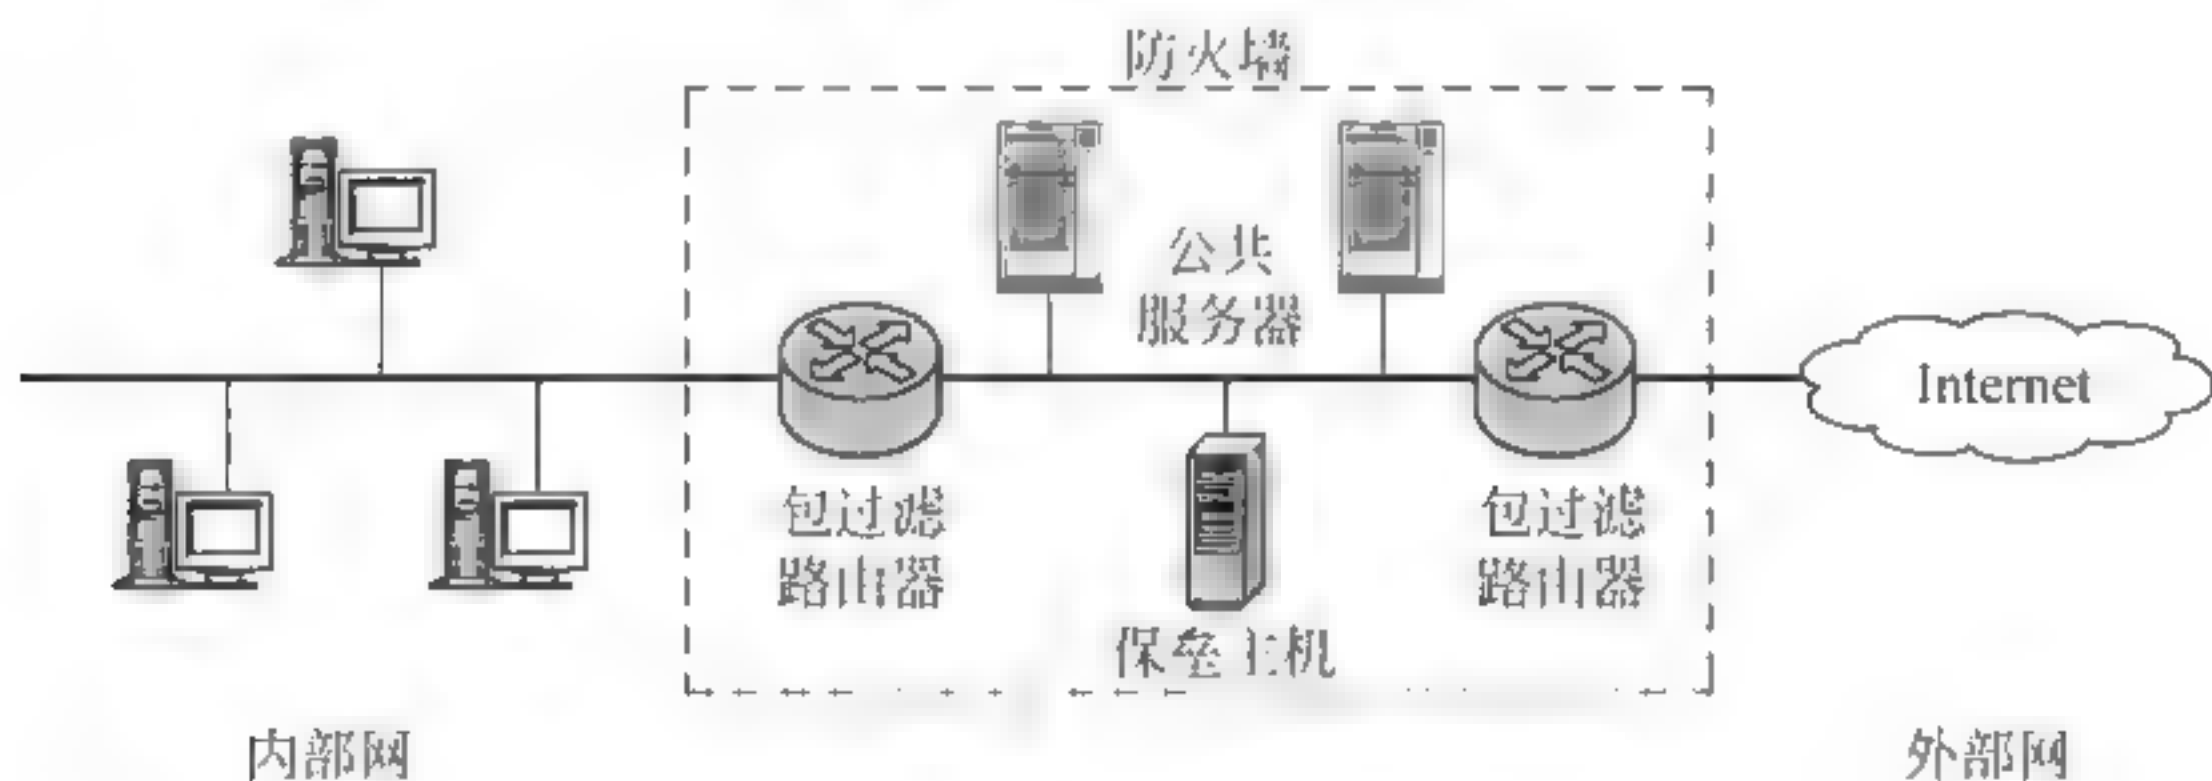 防火墙
公共
服务器
Internet
包过滤
路由器
包过滤
路由器
保垒主机
内部网
外部网